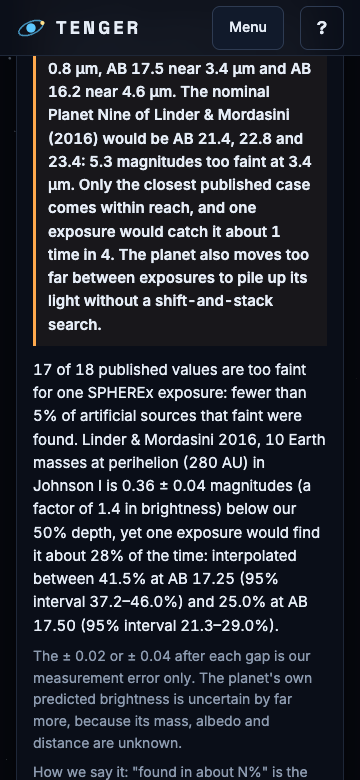 TENGER
Menu
?
0.8 µm, AB 17.5 near 3.4 µm and AB
16.2 near 4.6 µm. The nominal
Planet Nine of Linder & Mordasini
(2016) would be AB 21.4, 22.8 and
23.4: 5.3 magnitudes too faint at 3.4
µm. Only the closest published case
comes within reach, and one
exposure would catch it about 1
time in 4. The planet also moves too
far between exposures to pile up its
light without a shift-and-stack
search.
17 of 18 published values are too faint
for one SPHEREx exposure: fewer than
5% of artificial sources that faint were
found. Linder & Mordasini 2016, 10 Earth
masses at perihelion (280 AU) in
Johnson I is 0.36 ± 0.04 magnitudes (a
factor of 1.4 in brightness) below our
50% depth, yet one exposure would find
it about 28% of the time: interpolated
between 41.5% at AB 17.25 (95%
interval 37.2–46.0%) and 25.0% at AB
17.50 (95% interval 21.3–29.0%).
The ± 0.02 or ± 0.04 after each gap is our
measurement error only. The planet's own
predicted brightness is uncertain by far
more, because its mass, albedo and
distance are unknown.
How we say it: "found in about N%" is the